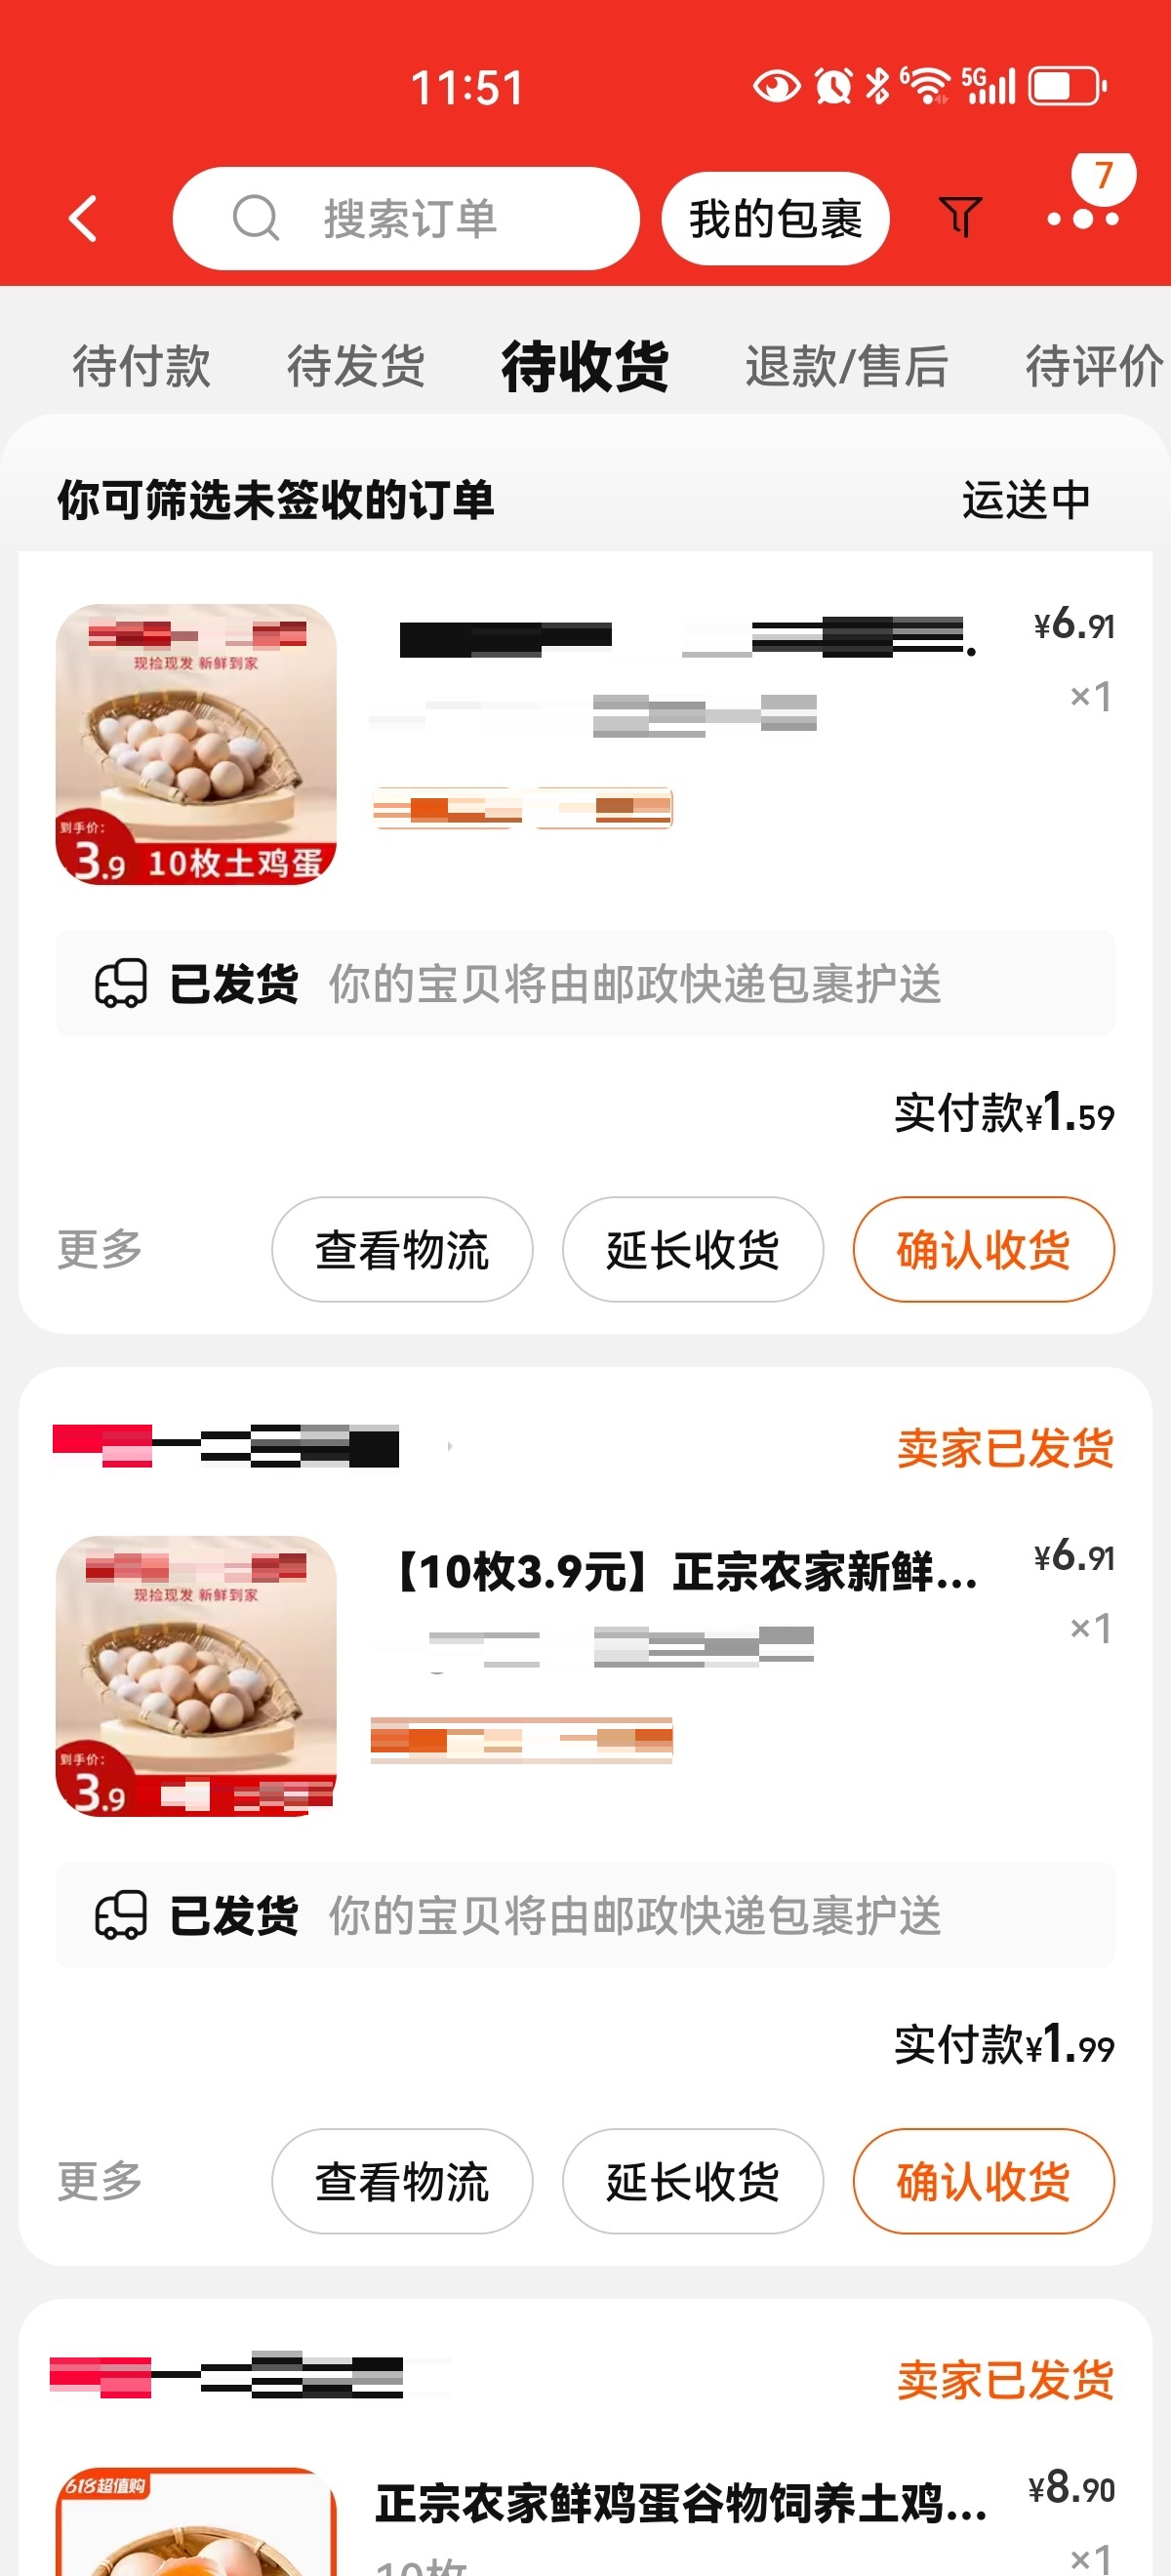 11:51
6 5G
搜索订单 我的包裹 7
待付款 待发货 待收货 退款/售后 待评价
你可筛选未签收的订单 运送中
现捡现发 新鲜到家
到手价:
3.9 10枚土鸡蛋
¥6.91
×1
已发货 你的宝贝将由邮政快递包裹护送
实付款¥1.59
更多 查看物流 延长收货 确认收货
卖家已发货
现捡现发 新鲜到家
到手价:
3.9
【10枚3.9元】正宗农家新鲜... ¥6.91
×1
已发货 你的宝贝将由邮政快递包裹护送
实付款¥1.99
更多 查看物流 延长收货 确认收货
卖家已发货
618超值购
正宗农家鲜鸡蛋谷物饲养土鸡... ¥8.90
10枚 ×1